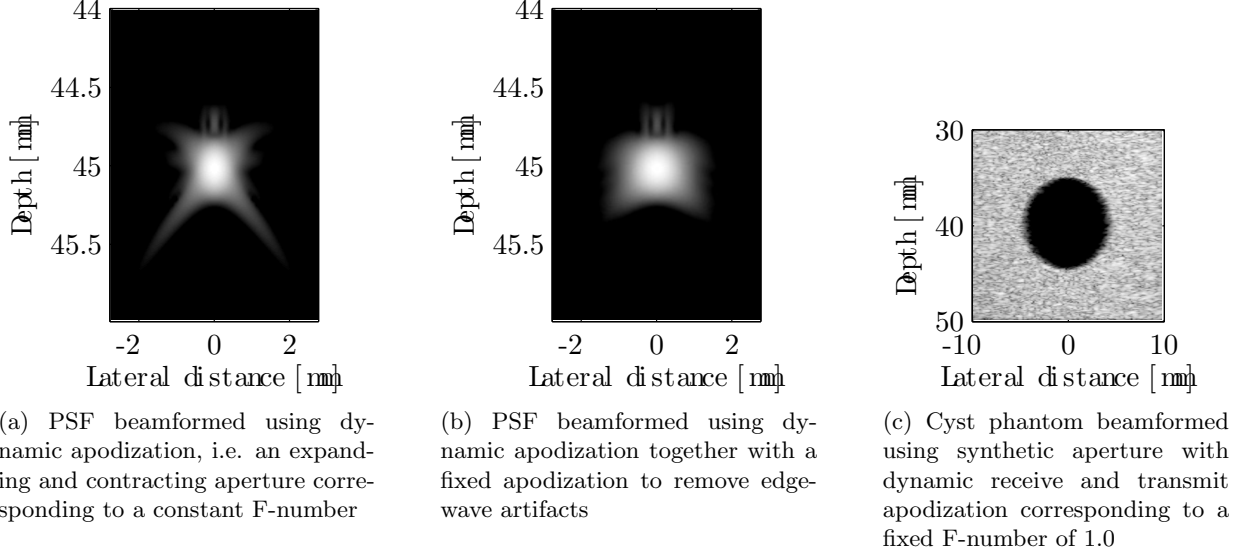 44
44.5
45
45.5
Depth [mm]
-2 0 2
Lateral distance [mm]
(a) PSF beamformed using dy-
namic apodization, i.e. an expand-
ing and contracting aperture corre-
sponding to a constant F-number
44
44.5
45
45.5
Depth [mm]
-2 0 2
Lateral distance [mm]
(b) PSF beamformed using dy-
namic apodization together with a
fixed apodization to remove edge-
wave artifacts
30
40
50
Depth [mm]
-10 0 10
Lateral distance [mm]
(c) Cyst phantom beamformed
using synthetic aperture with
dynamic receive and transmit
apodization corresponding to a
fixed F-number of 1.0